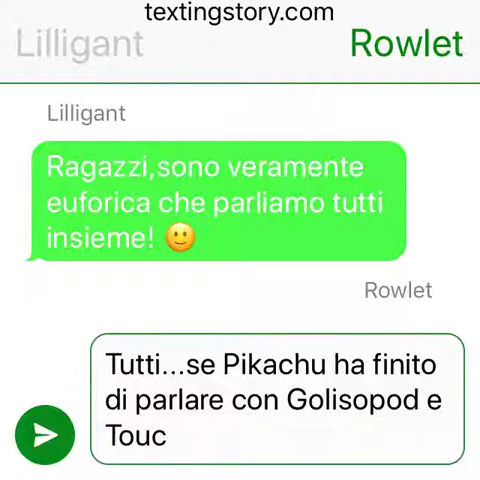 textingstory.com
Lilligant
Rowlet
Lilligant
Ragazzi,sono veramente
euforica che parliamo tutti
insieme! 🙂
Rowlet
Tutti...se Pikachu ha finito
di parlare con Golisopod e
Touc